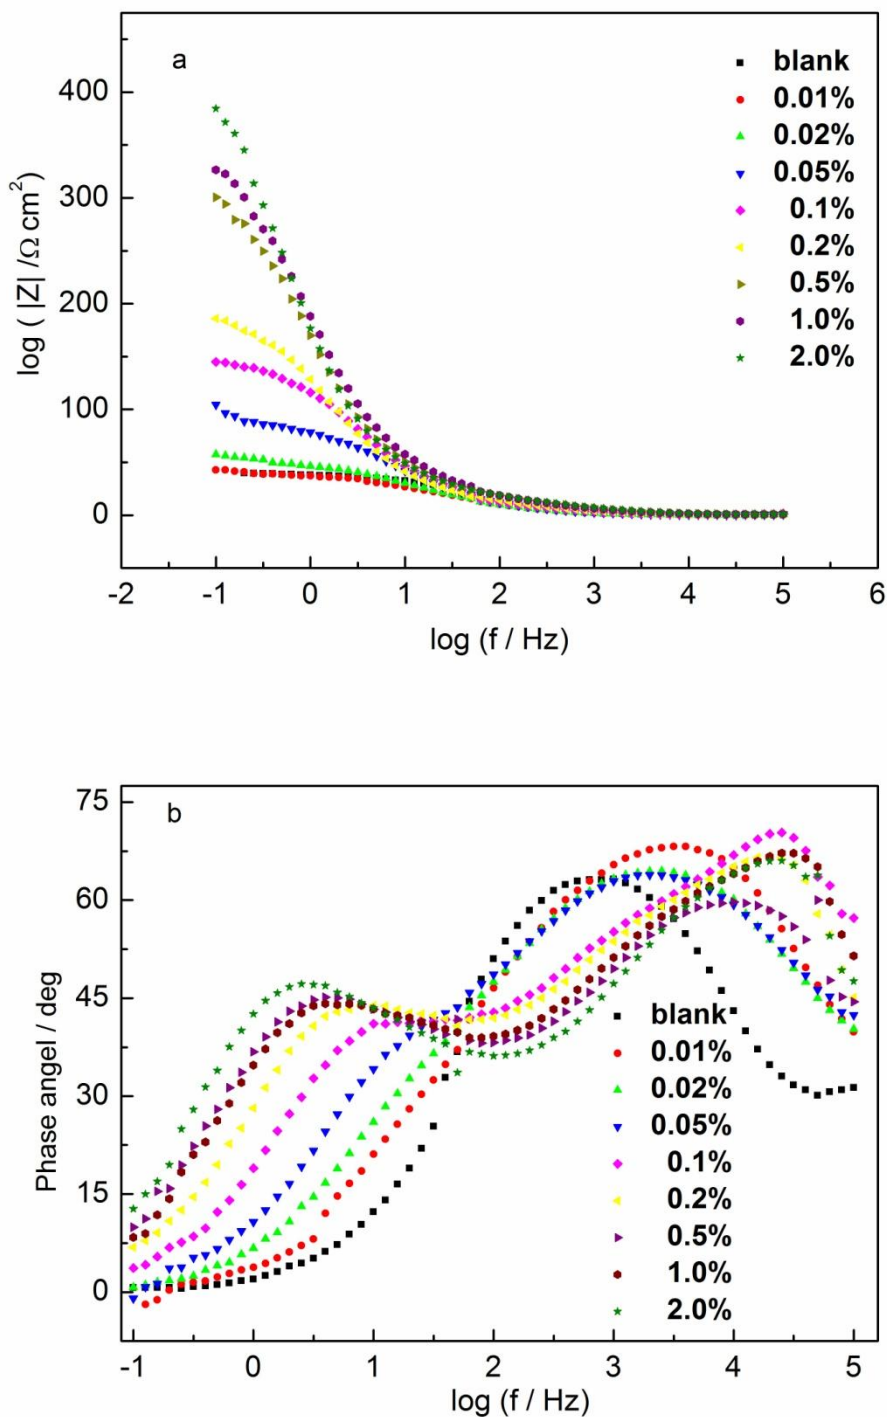 a
blank
0.01%
0.02%
0.05%
0.1%
0.2%
0.5%
1.0%
2.0%
400
300
200
100
0
log ( |Z| /Ω cm²)
-2 -1 0 1 2 3 4 5 6
log (f / Hz)
b
75
60
45
30
15
0
Phase angel / deg
blank
0.01%
0.02%
0.05%
0.1%
0.2%
0.5%
1.0%
2.0%
-1 0 1 2 3 4 5
log (f / Hz)